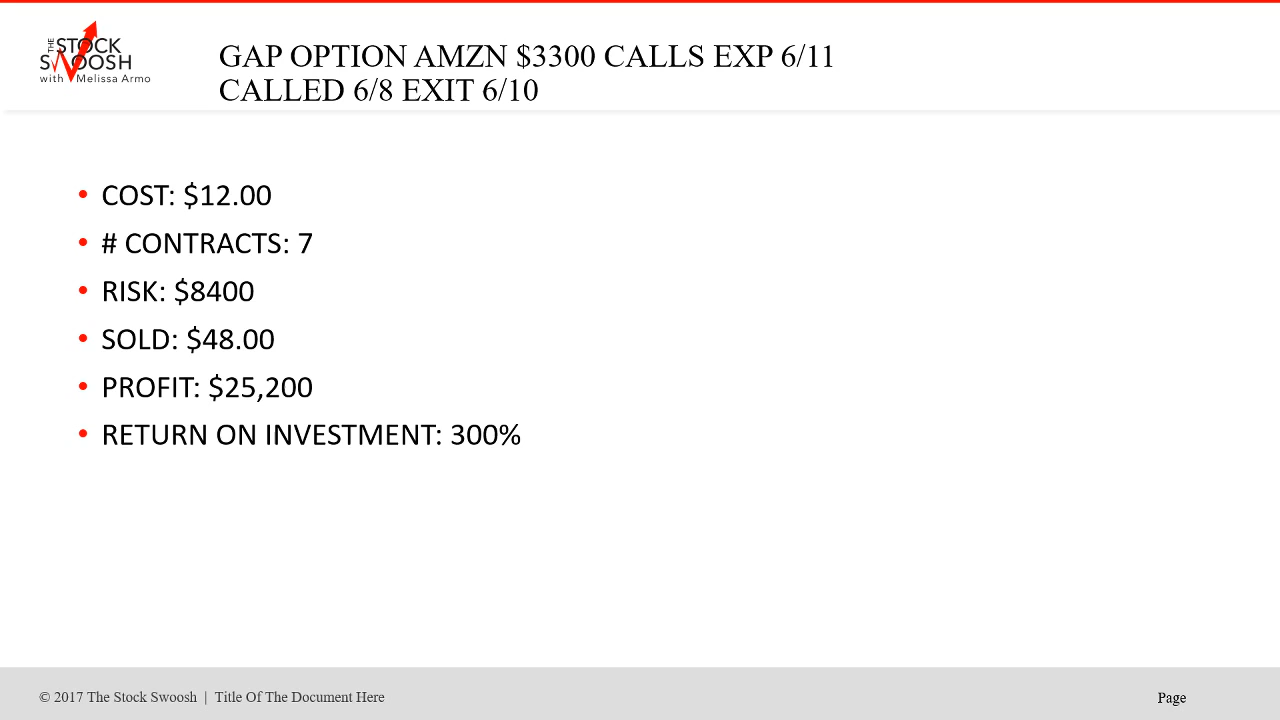 THE STOCK
SWOOSH
with Melissa Armo
GAP OPTION AMZN $3300 CALLS EXP 6/11
CALLED 6/8 EXIT 6/10
• COST: $12.00
• # CONTRACTS: 7
• RISK: $8400
• SOLD: $48.00
• PROFIT: $25,200
• RETURN ON INVESTMENT: 300%
© 2017 The Stock Swoosh | Title Of The Document Here
Page